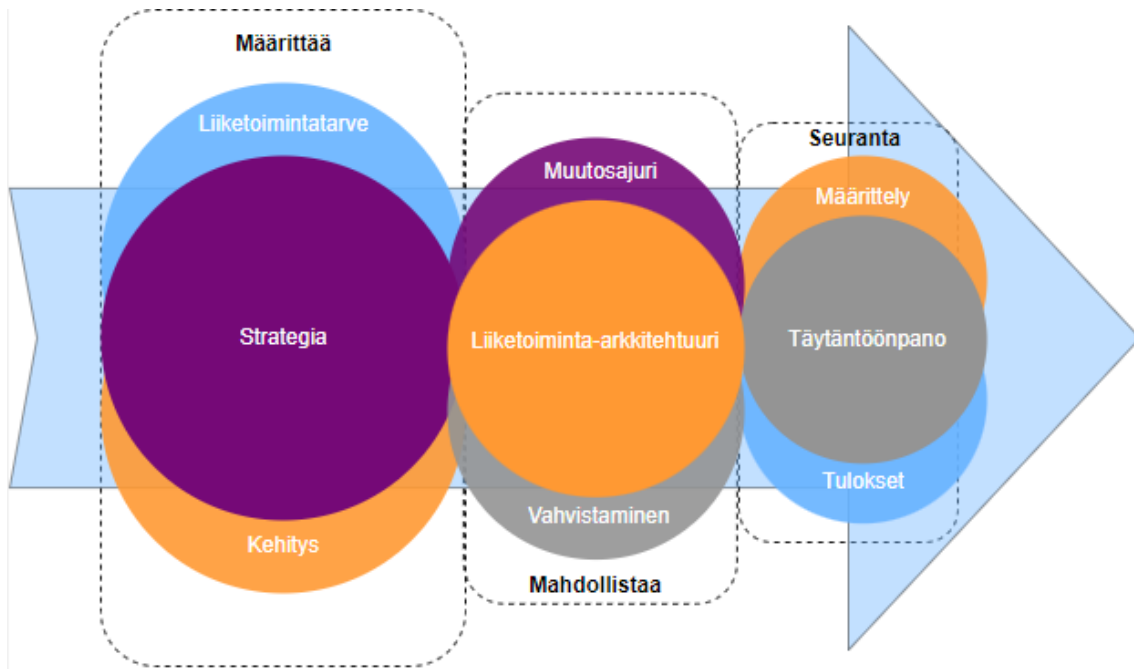 Määrittää
Liiketoimintatarve
Strategia
Kehitys
Muutosajuri
Liiketoiminta-arkkitehtuuri
Vahvistaminen
Mahdollistaa
Seuranta
Määrittely
Täytäntöönpano
Tulokset